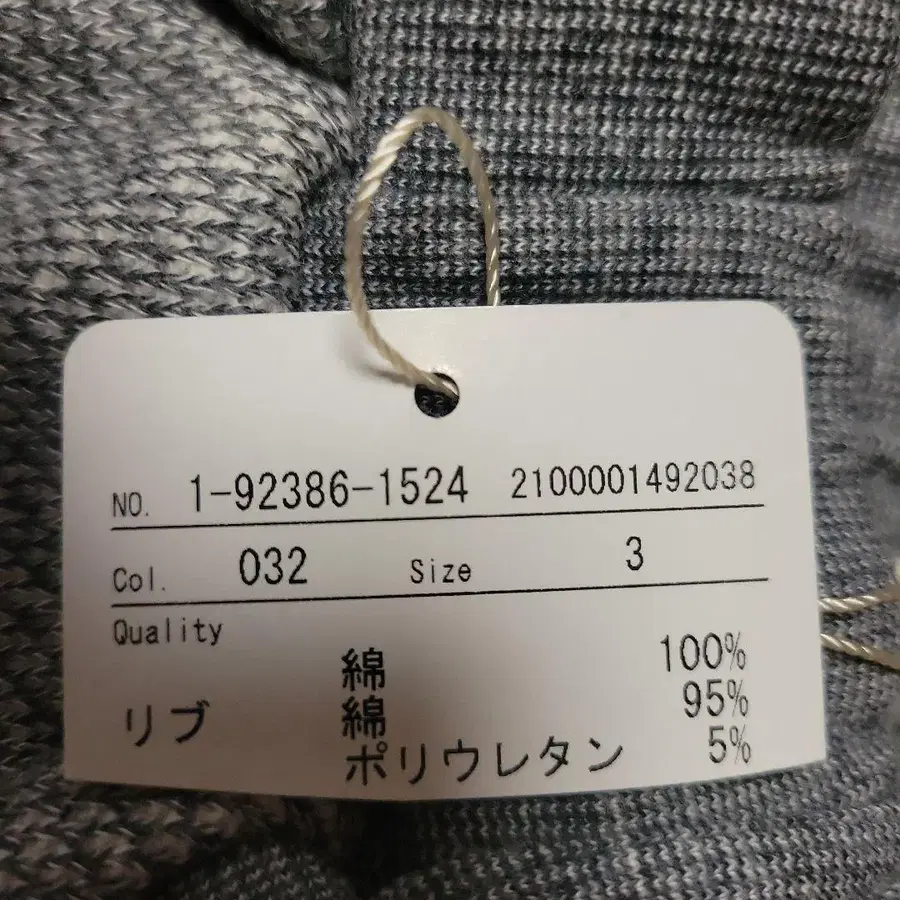 NO. 1-92386-1524 2100001492038
Col. 032 Size 3
Quality
綿 100%
リブ 綿 95%
ポリウレタン 5%